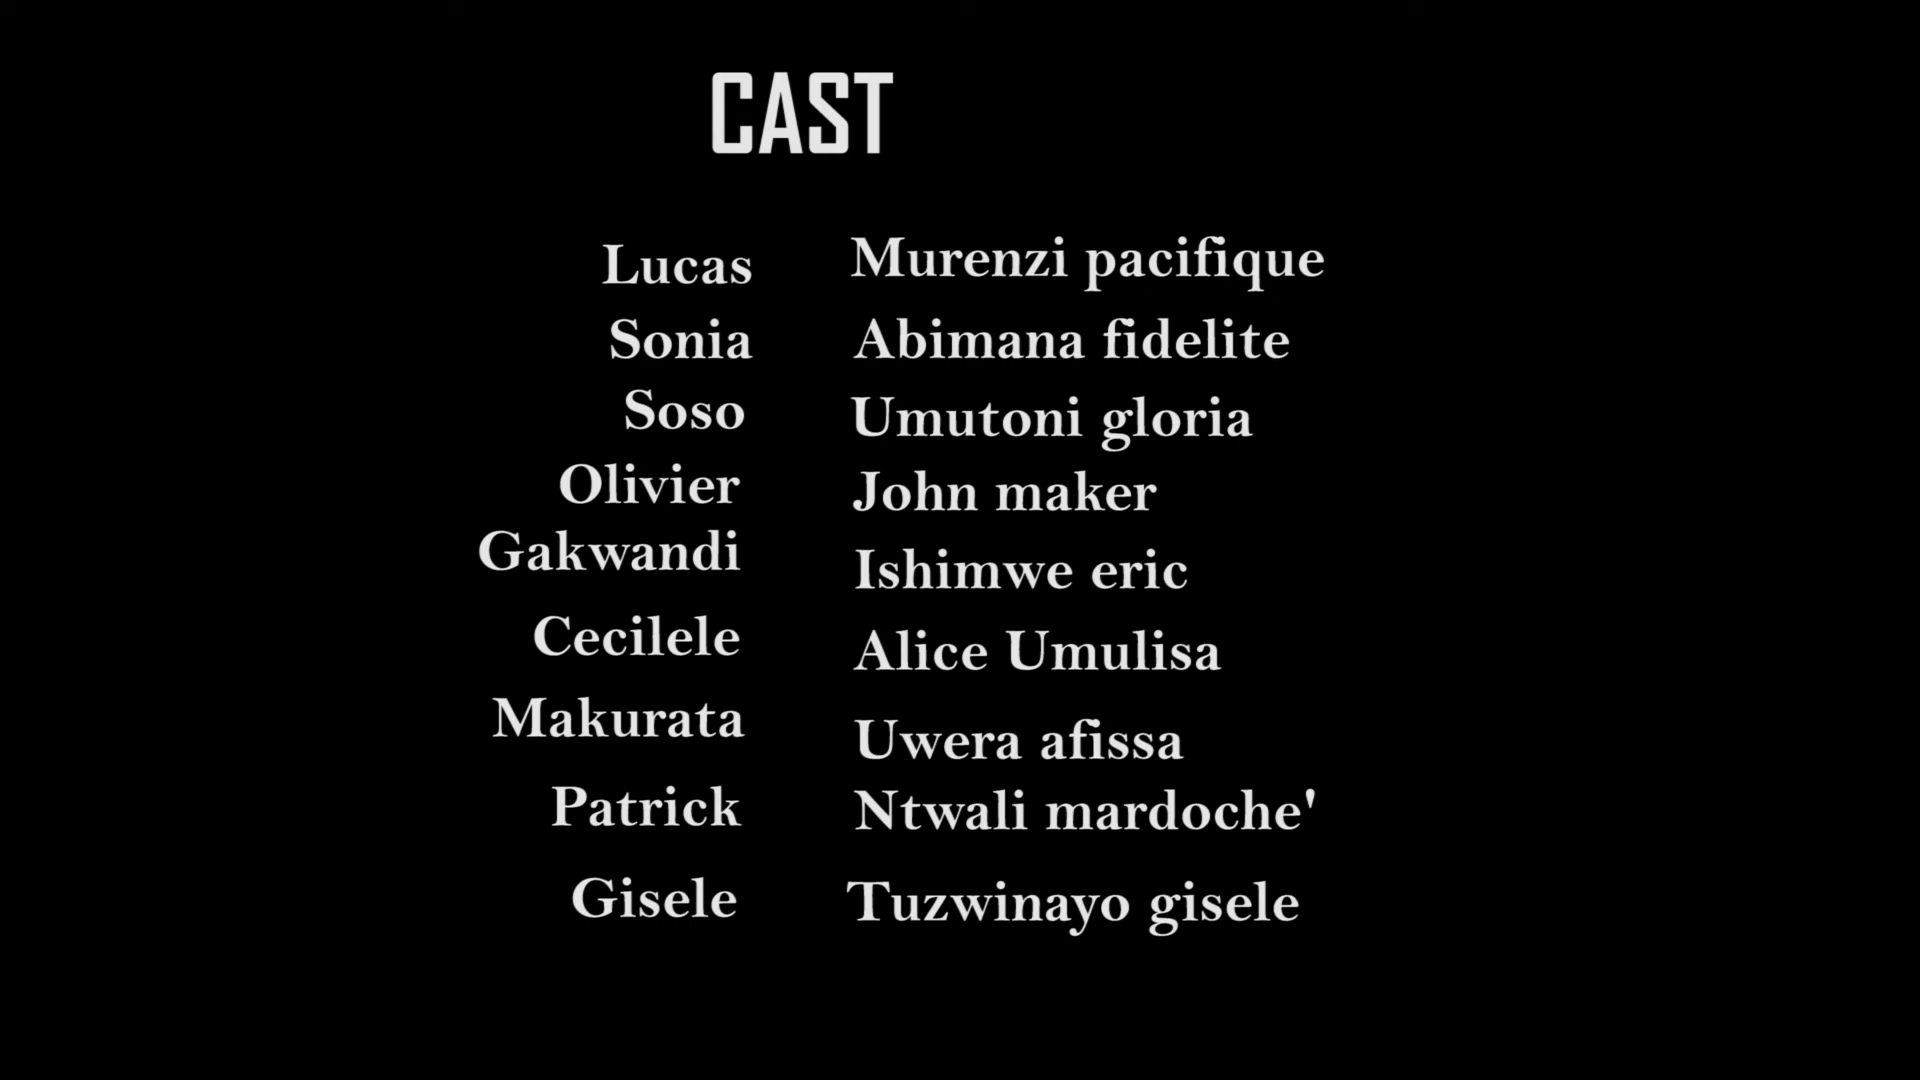 CAST
Lucas Murenzi pacifique
Sonia Abimana fidelite
Soso Umutoni gloria
Olivier John maker
Gakwandi Ishimwe eric
Cecilele Alice Umulisa
Makurata Uwera afissa
Patrick Ntwali mardoche'
Gisele Tuzwinayo gisele